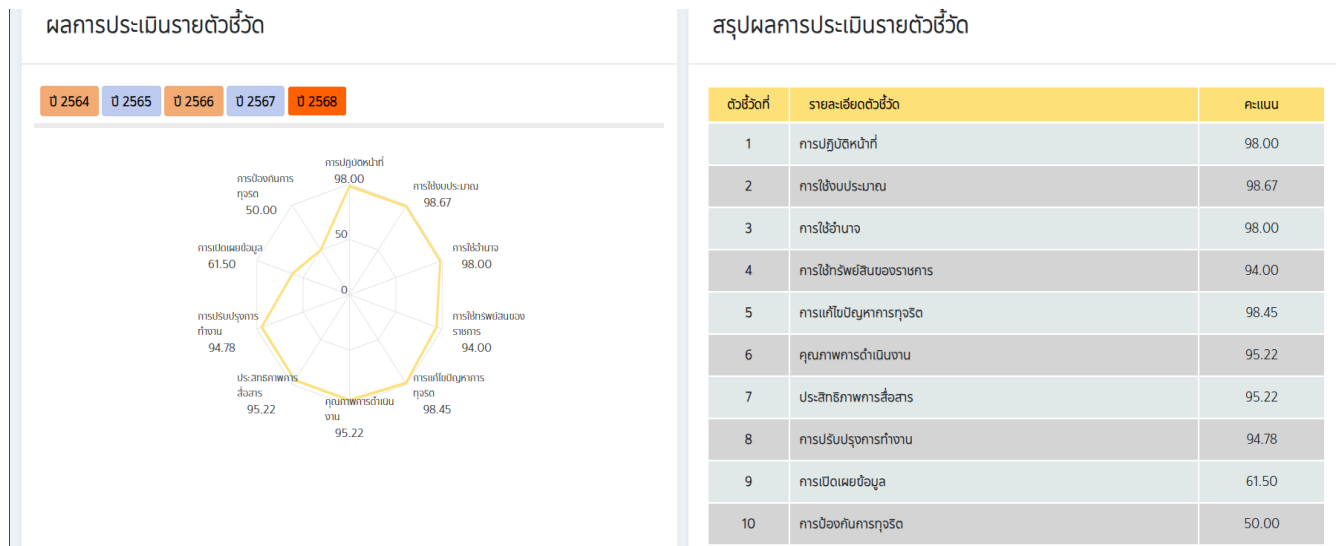 ผลการประเมินรายตัวชี้วัด
ปี 2564 ปี 2565 ปี 2566 ปี 2567 ปี 2568
การปฏิบัติหน้าที่
98.00
การใช้งบประมาณ
98.67
การใช้อำนาจ
98.00
การใช้ทรัพย์สินของ
ราชการ
94.00
การแก้ไขปัญหาการ
ทุจริต
98.45
คุณภาพการดำเนิน
งาน
95.22
ประสิทธิภาพการ
สื่อสาร
95.22
การปรับปรุงการ
ทำงาน
94.78
การเปิดเผยข้อมูล
61.50
การป้องกันการ
ทุจริต
50.00
50
0
สรุปผลการประเมินรายตัวชี้วัด
ตัวชี้วัดที่ รายละเอียดตัวชี้วัด คะแนน
1 การปฏิบัติหน้าที่ 98.00
2 การใช้งบประมาณ 98.67
3 การใช้อำนาจ 98.00
4 การใช้ทรัพย์สินของราชการ 94.00
5 การแก้ไขปัญหาการทุจริต 98.45
6 คุณภาพการดำเนินงาน 95.22
7 ประสิทธิภาพการสื่อสาร 95.22
8 การปรับปรุงการทำงาน 94.78
9 การเปิดเผยข้อมูล 61.50
10 การป้องกันการทุจริต 50.00